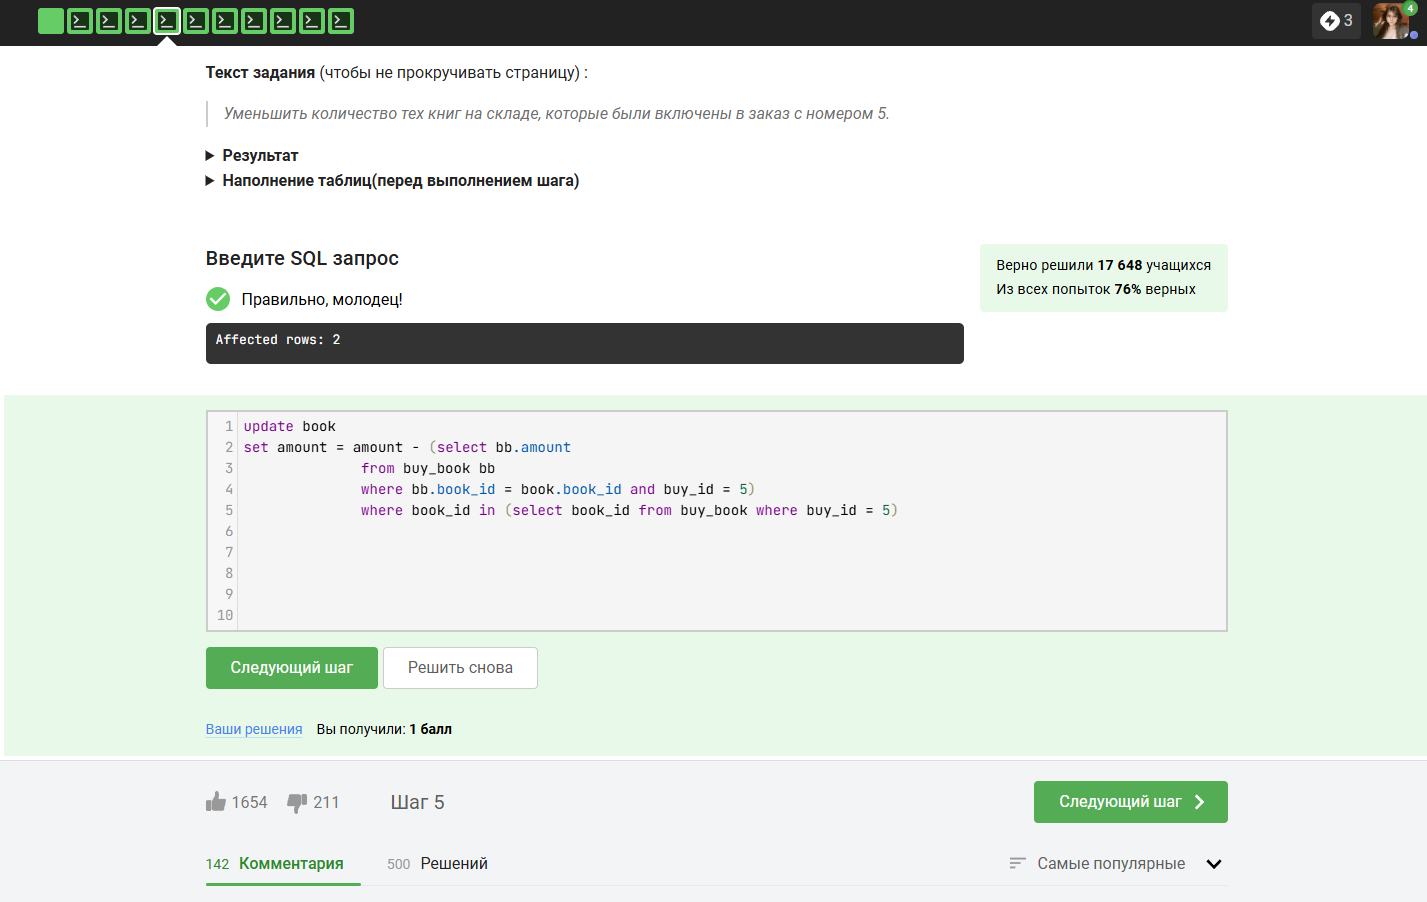 3
4
Текст задания (чтобы не прокручивать страницу) :
Уменьшить количество тех книг на складе, которые были включены в заказ с номером 5.
Результат
Наполнение таблиц(перед выполнением шага)
Введите SQL запрос
Верно решили 17 648 учащихся
Из всех попыток 76% верных
Правильно, молодец!
Affected rows: 2
1 update book
2 set amount = amount - (select bb.amount
3 from buy_book bb
4 where bb.book_id = book.book_id and buy_id = 5)
5 where book_id in (select book_id from buy_book where buy_id = 5)
6
7
8
9
10
Следующий шаг Решить снова
Ваши решения Вы получили: 1 балл
1654 211 Шаг 5 Следующий шаг
142 Комментария 500 Решений Самые популярные